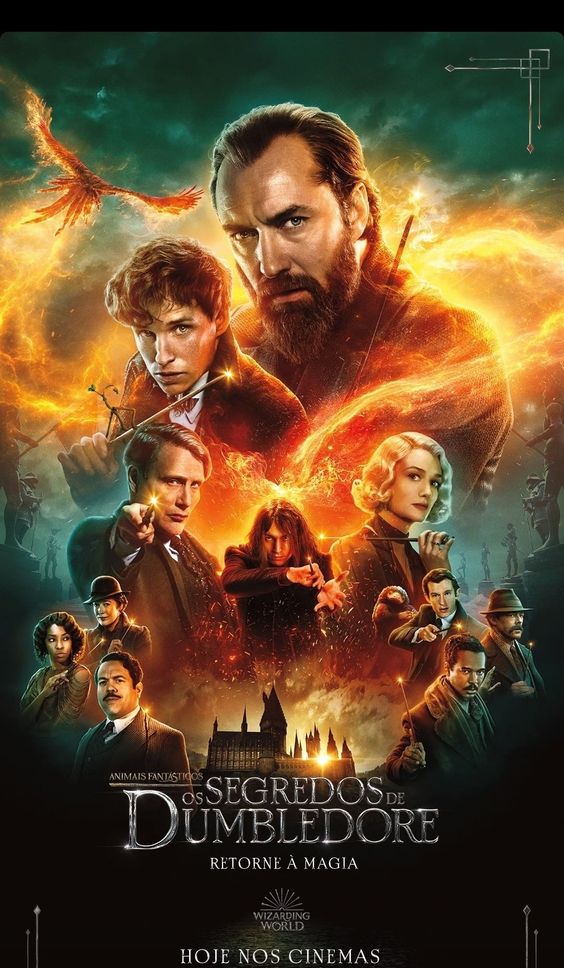 ANIMAIS FANTÁSTICOS
OS SEGREDOS DE
DUMBLEDORE
RETORNE À MAGIA
WIZARDING
WORLD
HOJE NOS CINEMAS